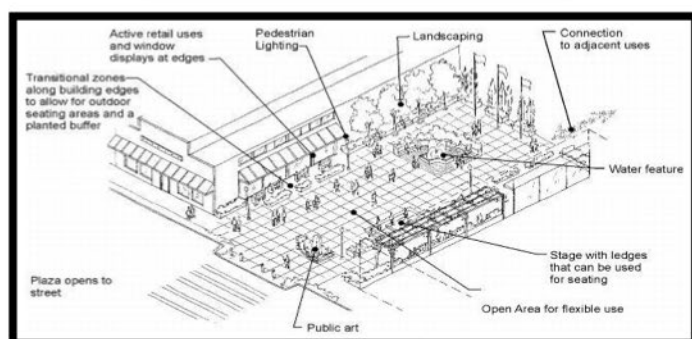 Active retail uses
and window
displays at edges
Pedestrian
Lighting
Landscaping
Connection
to adjacent uses
Transitional zones
along building edges
to allow for outdoor
seating areas and a
planted buffer
Water feature
Stage with ledges
that can be used
for seating
Plaza opens to
street
Open Area for flexible use
Public art